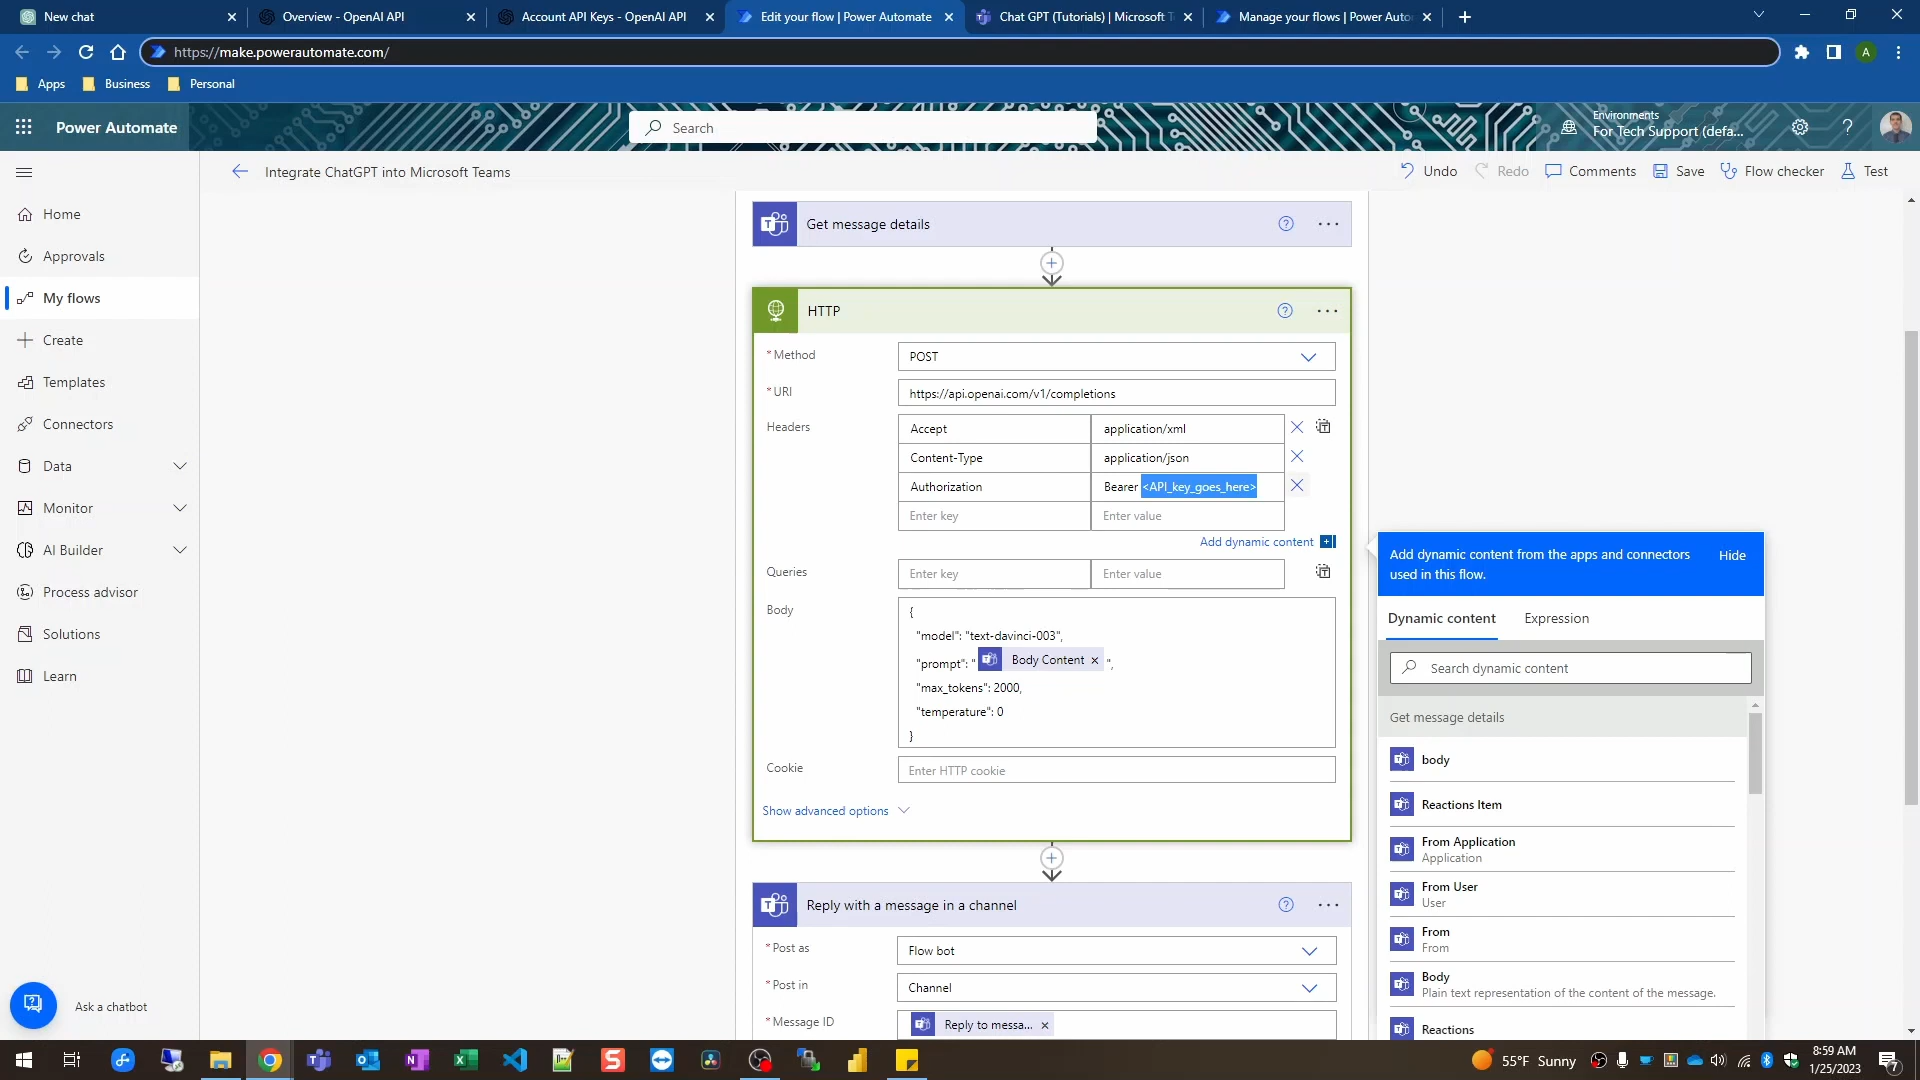 New chat
Overview - OpenAI API
Account API Keys - OpenAI API
Edit your flow | Power Automate
Chat GPT (Tutorials) | Microsoft T
Manage your flows | Power Auto
https://make.powerautomate.com/
A
Apps
Business
Personal
Power Automate
Search
Environments
For Tech Support (defa...
Integrate ChatGPT into Microsoft Teams
Undo
Redo
Comments
Save
Flow checker
Test
Home
Approvals
My flows
Create
Templates
Connectors
Data
Monitor
AI Builder
Process advisor
Solutions
Learn
Ask a chatbot
Get message details
HTTP
* Method
POST
* URI
https://api.openai.com/v1/completions
Headers
Accept
application/xml
Content-Type
application/json
Authorization
Bearer <API_key_goes_here>
Enter key
Enter value
Add dynamic content
Queries
Enter key
Enter value
Body
{
"model": "text-davinci-003",
"prompt": " Body Content ",
"max_tokens": 2000,
"temperature": 0
}
Cookie
Enter HTTP cookie
Show advanced options
Reply with a message in a channel
* Post as
Flow bot
* Post in
Channel
* Message ID
Reply to messa...
Add dynamic content from the apps and connectors
used in this flow.
Hide
Dynamic content
Expression
Search dynamic content
Get message details
body
Reactions Item
From Application
Application
From User
User
From
From
Body
Plain text representation of the content of the message.
Reactions
55°F Sunny
8:59 AM
1/25/2023
7